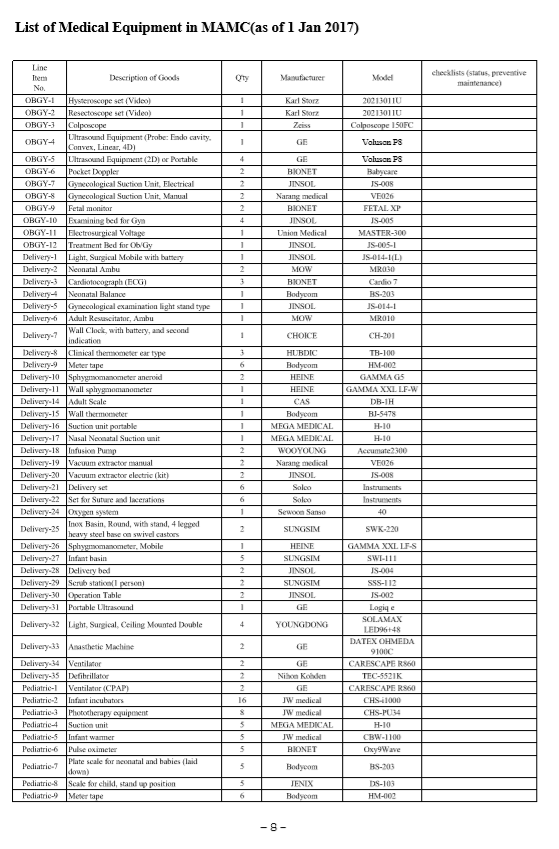 List of Medical Equipment in MAMC(as of 1 Jan 2017)
Line Item No. Description of Goods Q'ty Manufacturer Model checklists (status, preventive maintenance)
OBGY-1 Hysteroscope set (Video) 1 Karl Storz 20213011U
OBGY-2 Resectoscope set (Video) 1 Karl Storz 20213011U
OBGY-3 Colposcope 1 Zeiss Colposcope 150FC
OBGY-4 Ultrasound Equipment (Probe: Endo cavity, Convex, Linear, 4D) 1 GE Voluson P8
OBGY-5 Ultrasound Equipment (2D) or Portable 4 GE Voluson P8
OBGY-6 Pocket Doppler 2 BIONET Babycare
OBGY-7 Gynecological Suction Unit, Electrical 2 JINSOL JS-008
OBGY-8 Gynecological Suction Unit, Manual 2 Narang medical VE026
OBGY-9 Fetal monitor 2 BIONET FETAL XP
OBGY-10 Examining bed for Gyn 4 JINSOL JS-005
OBGY-11 Electrosurgical Voltage 1 Union Medical MASTER-300
OBGY-12 Treatment Bed for Ob/Gy 1 JINSOL JS-005-1
Delivery-1 Light, Surgical Mobile with battery 1 JINSOL JS-014-1(L)
Delivery-2 Neonatal Ambu 2 MOW MR030
Delivery-3 Cardiotocograph (ECG) 3 BIONET Cardio 7
Delivery-4 Neonatal Balance 1 Bodycom BS-203
Delivery-5 Gynecological examination light stand type 1 JINSOL JS-014-1
Delivery-6 Adult Resuscitator, Ambu 1 MOW MR010
Delivery-7 Wall Clock, with battery, and second indication 1 CHOICE CH-201
Delivery-8 Clinical thermometer ear type 3 HUBDIC TB-100
Delivery-9 Meter tape 6 Bodycom HM-002
Delivery-10 Sphygmomanometer aneroid 2 HEINE GAMMA G5
Delivery-11 Wall sphygmomanometer 1 HEINE GAMMA XXL LF-W
Delivery-14 Adult Scale 1 CAS DB-1H
Delivery-15 Wall thermometer 1 Bodycom BJ-5478
Delivery-16 Suction unit portable 1 MEGA MEDICAL H-10
Delivery-17 Nasal Neonatal Suction unit 1 MEGA MEDICAL H-10
Delivery-18 Infusion Pump 2 WOOYOUNG Accumate2300
Delivery-19 Vacuum extractor manual 2 Narang medical VE026
Delivery-20 Vacuum extractor electric (kit) 2 JINSOL JS-008
Delivery-21 Delivery set 6 Solco Instruments
Delivery-22 Set for Suture and lacerations 6 Solco Instruments
Delivery-24 Oxygen system 1 Sewoon Sanso 40
Delivery-25 Inox Basin, Round, with stand, 4 legged heavy steel base on swivel castors 2 SUNGSIM SWK-220
Delivery-26 Sphygmomanometer, Mobile 1 HEINE GAMMA XXL LF-S
Delivery-27 Infant basin 5 SUNGSIM SWI-111
Delivery-28 Delivery bed 2 JINSOL JS-004
Delivery-29 Scrub station(1 person) 2 SUNGSIM SSS-112
Delivery-30 Operation Table 2 JINSOL JS-002
Delivery-31 Portable Ultrasound 1 GE Logiq e
Delivery-32 Light, Surgical, Ceiling Mounted Double 4 YOUNGDONG SOLAMAX LED96+48
Delivery-33 Anasthetic Machine 2 GE DATEX OHMEDA 9100C
Delivery-34 Ventilator 2 GE CARESCAPE R860
Delivery-35 Defibrillator 2 Nihon Kohden TEC-5521K
Pediatric-1 Ventilator (CPAP) 2 GE CARESCAPE R860
Pediatric-2 Infant incubators 16 JW medical CHS-i1000
Pediatric-3 Phototherapy equipment 8 JW medical CHS-PU34
Pediatric-4 Suction unit 5 MEGA MEDICAL H-10
Pediatric-5 Infant warmer 5 JW medical CBW-1100
Pediatric-6 Pulse oximeter 5 BIONET Oxy9Wave
Pediatric-7 Plate scale for neonatal and babies (laid down) 5 Bodycom BS-203
Pediatric-8 Scale for child, stand up position 5 JENIX DS-103
Pediatric-9 Meter tape 6 Bodycom HM-002
– 8 –